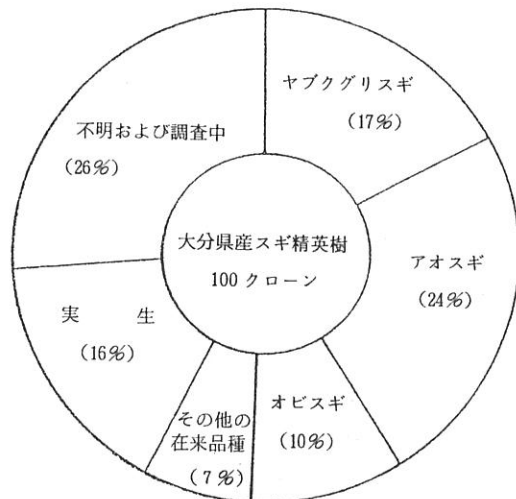 ヤブクグリスギ
(17%)
アオスギ
(24%)
オビスギ
(10%)
その他の
在来品種
(7%)
実 生
(16%)
不明および調査中
(26%)
大分県産スギ精英樹
100クローン